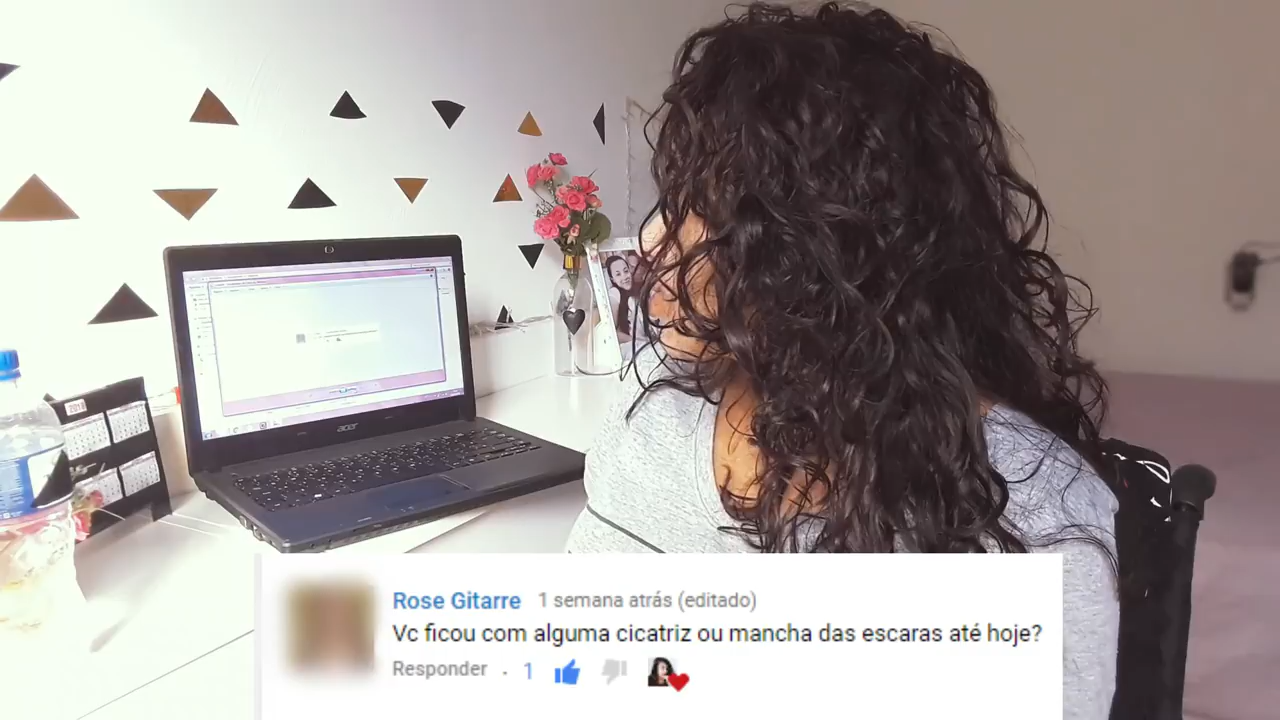 2019
acer
Rose Gitarre 1 semana atrás (editado)
Vc ficou com alguma cicatriz ou mancha das escaras até hoje?
Responder . 1